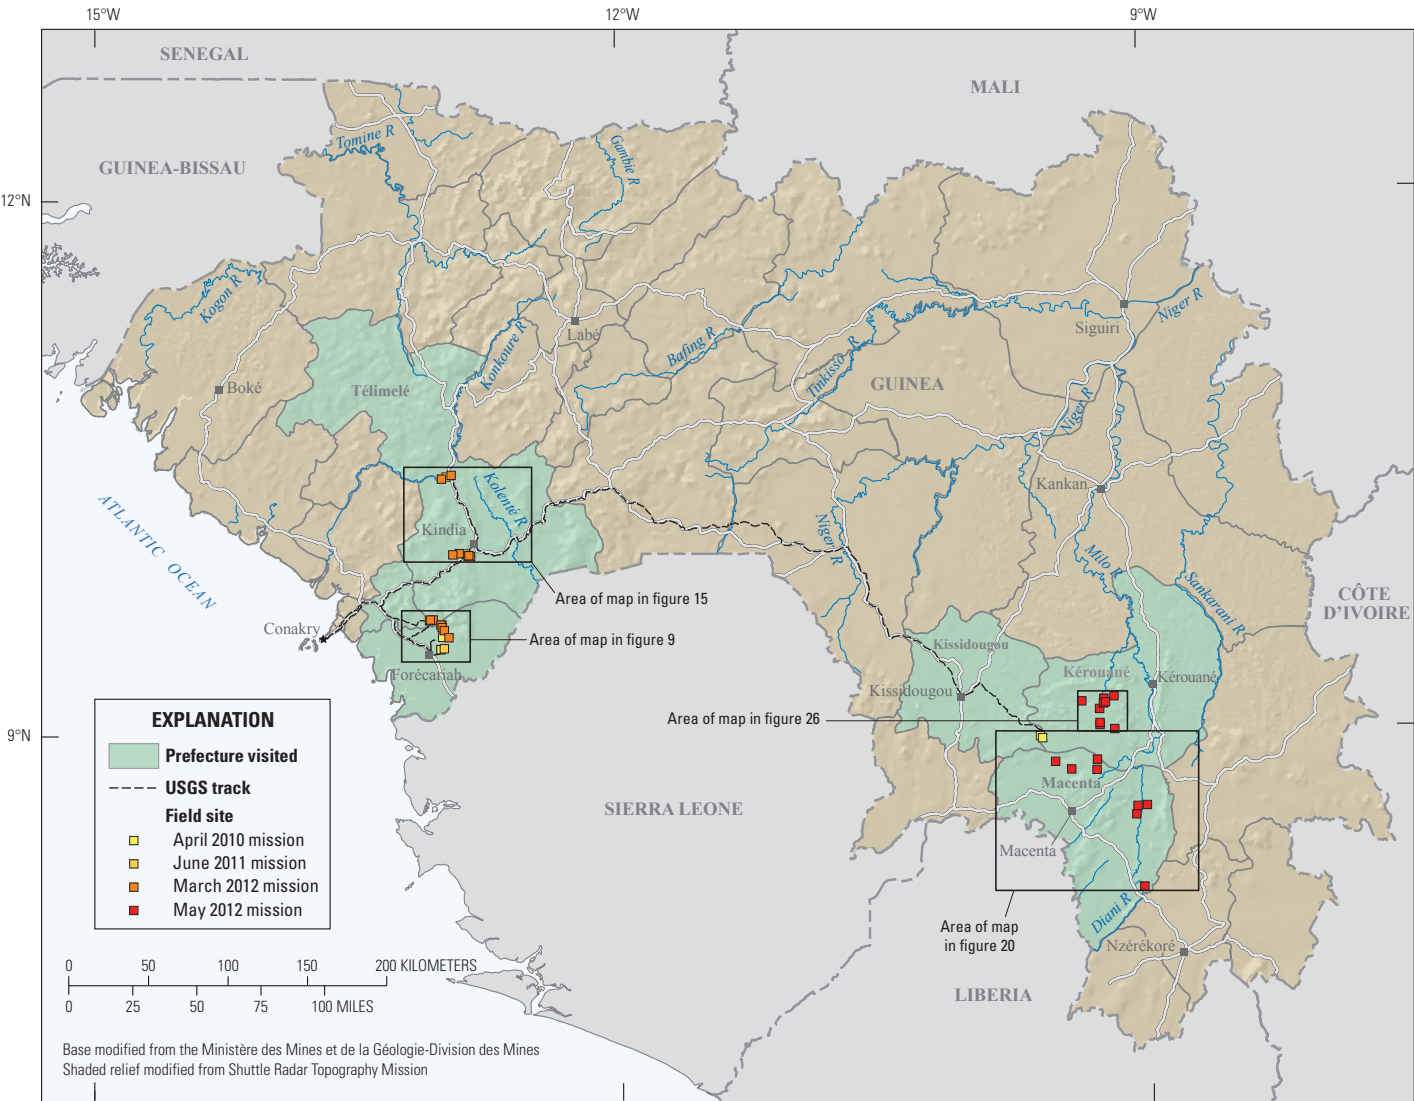 15°W
12°W
9°W
SENEGAL
MALI
Tomine R
Gambie R
GUINEA-BISSAU
12°N
Kogon R
Niger R
Siguiri
Labé
Konkoure R
Bafing R
Tinkisso R
GUINEA
Boké
Télimelé
Niger R
Kolenté R
Kankan
ATLANTIC OCEAN
Kindia
Niger R
Milo R
Sankarani R
CÔTE
D'IVOIRE
Area of map in figure 15
Conakry
Area of map in figure 9
Kissidougou
Forécariah
Kérouané
Kérouané
Kissidougou
Area of map in figure 26
9°N
EXPLANATION
Prefecture visited
USGS track
Field site
April 2010 mission
June 2011 mission
March 2012 mission
May 2012 mission
SIERRA LEONE
Macenta
Macenta
Area of map
in figure 20
Diani R
Nzérékoré
LIBERIA
0 50 100 150 200 KILOMETERS
0 25 50 75 100 MILES
Base modified from the Ministère des Mines et de la Géologie-Division des Mines
Shaded relief modified from Shuttle Radar Topography Mission